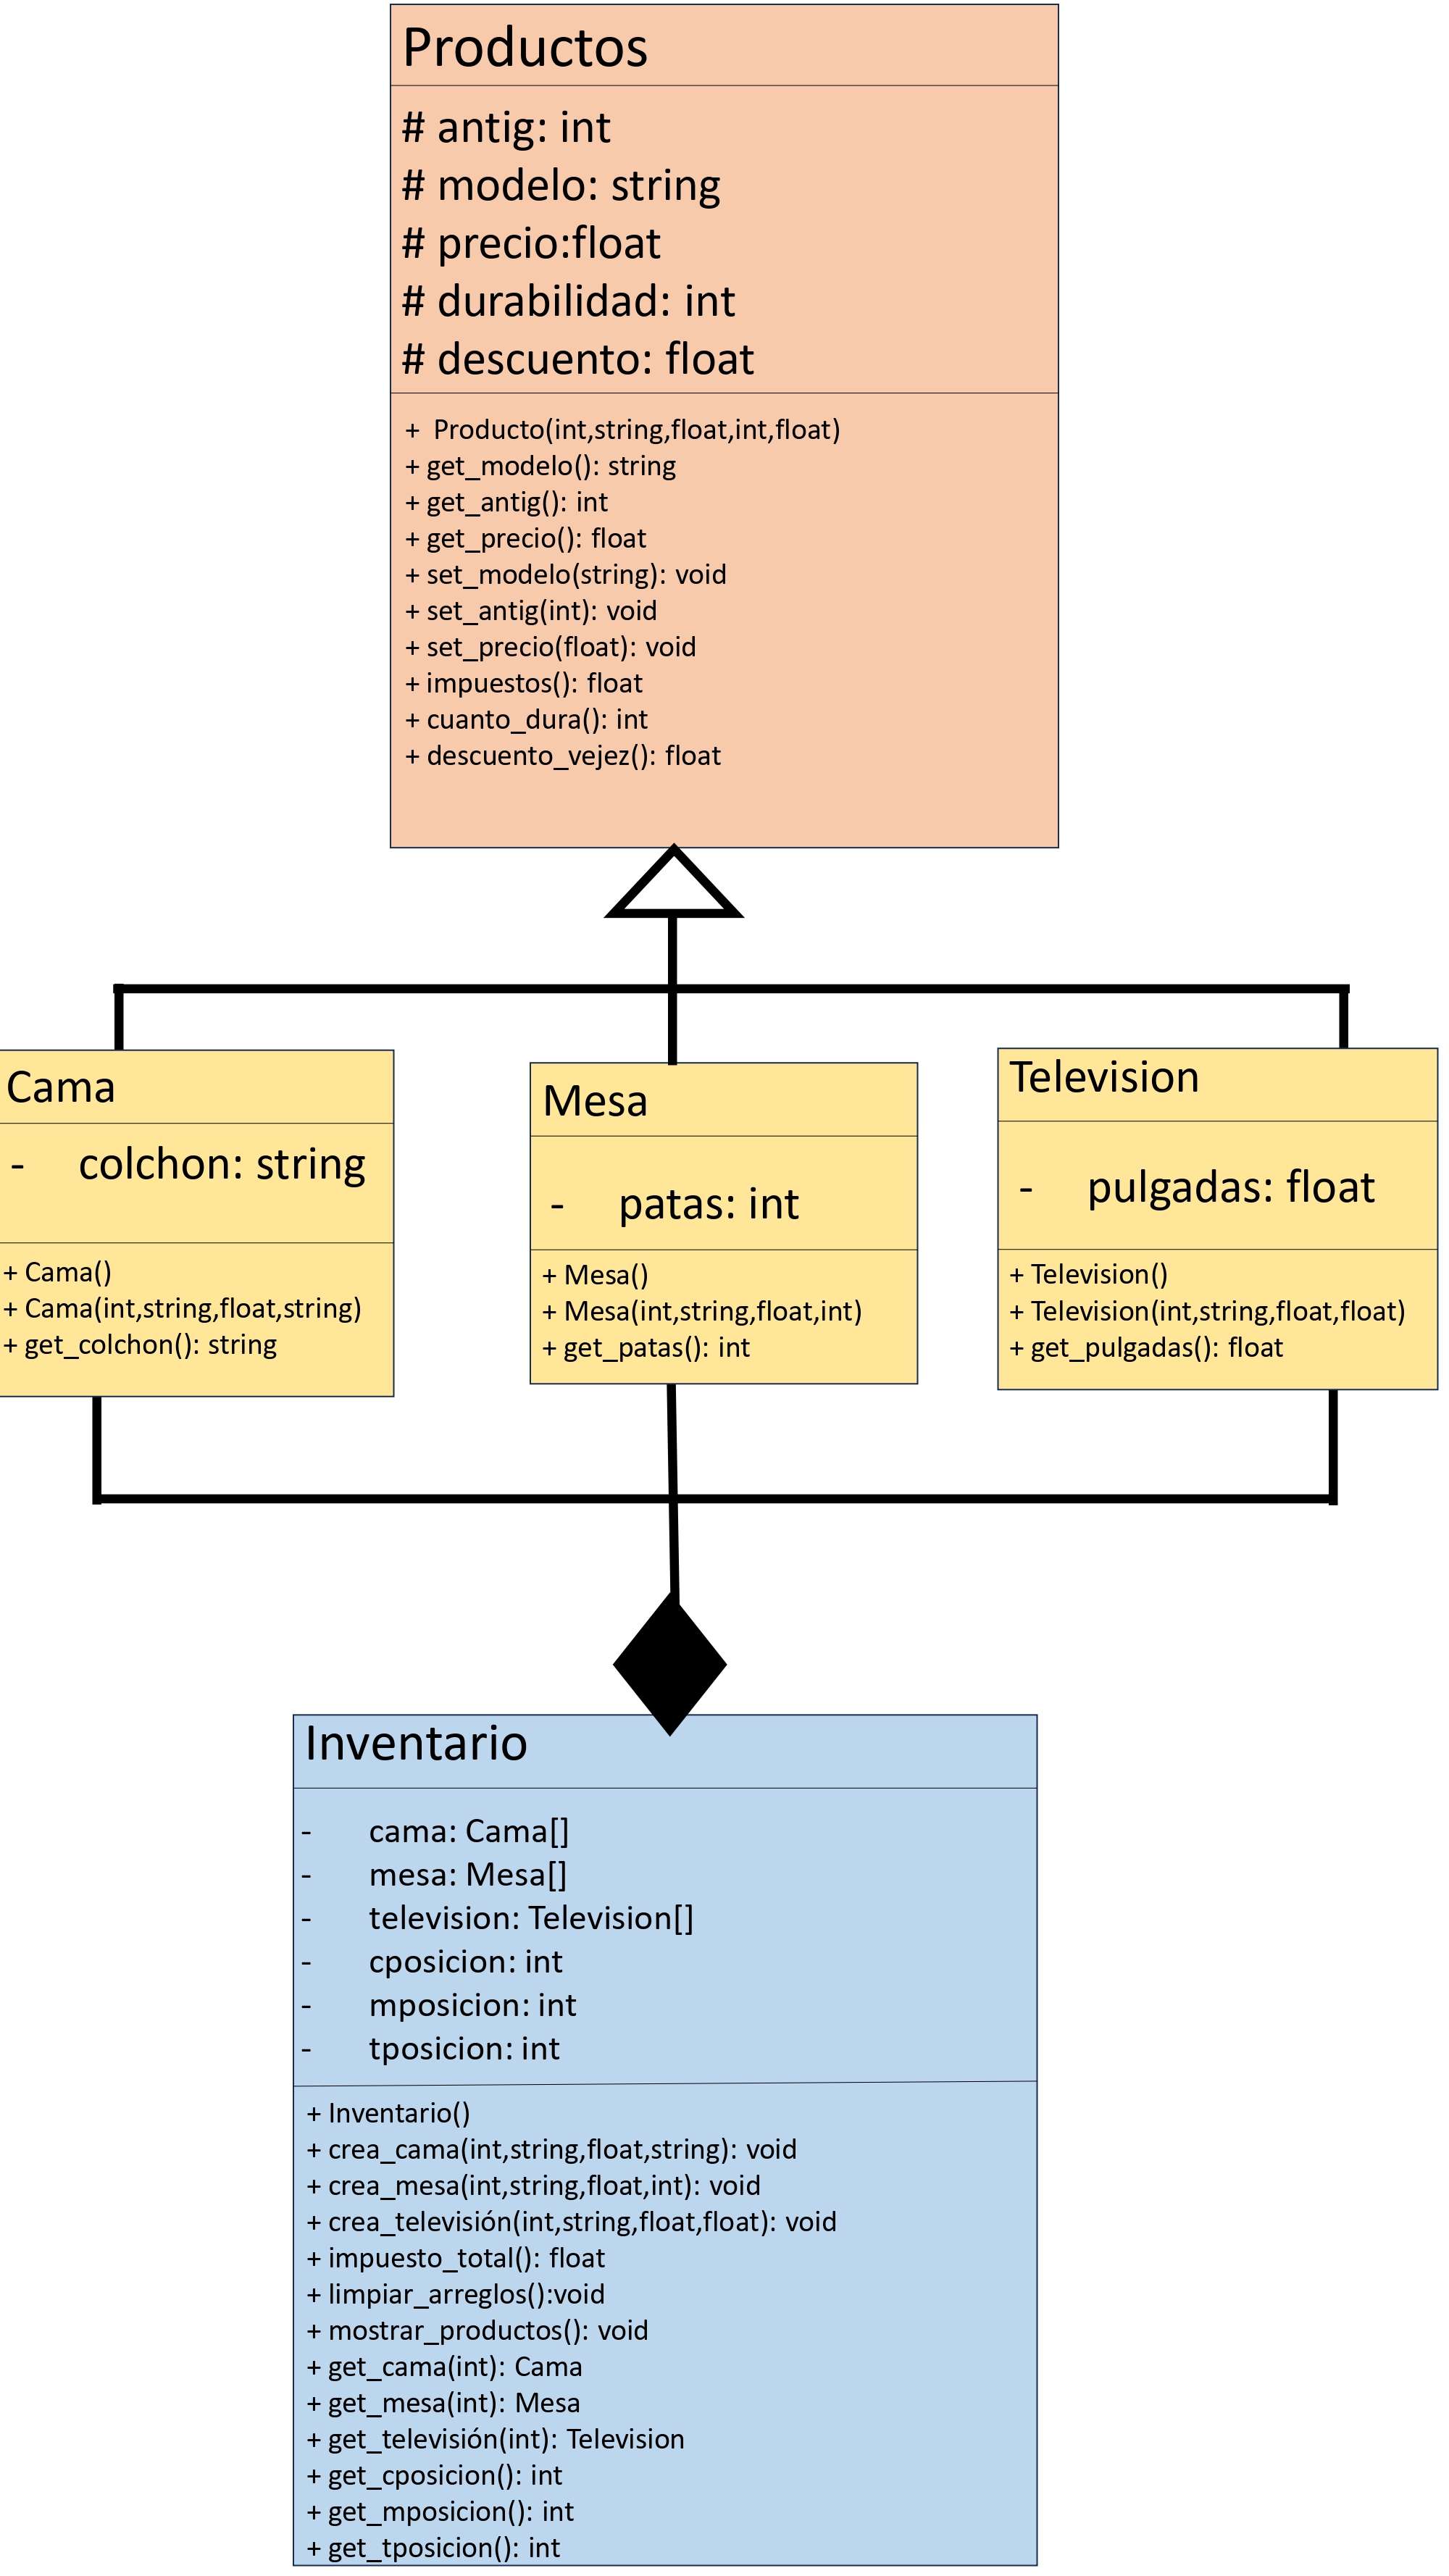 Productos
# antig: int
# modelo: string
# precio:float
# durabilidad: int
# descuento: float
+ Producto(int,string,float,int,float)
+ get_modelo(): string
+ get_antig(): int
+ get_precio(): float
+ set_modelo(string): void
+ set_antig(int): void
+ set_precio(float): void
+ impuestos(): float
+ cuanto_dura(): int
+ descuento_vejez(): float
Cama
- colchon: string
+ Cama()
+ Cama(int,string,float,string)
+ get_colchon(): string
Mesa
- patas: int
+ Mesa()
+ Mesa(int,string,float,int)
+ get_patas(): int
Television
- pulgadas: float
+ Television()
+ Television(int,string,float,float)
+ get_pulgadas(): float
Inventario
- cama: Cama[]
- mesa: Mesa[]
- television: Television[]
- cposicion: int
- mposicion: int
- tposicion: int
+ Inventario()
+ crea_cama(int,string,float,string): void
+ crea_mesa(int,string,float,int): void
+ crea_televisión(int,string,float,float): void
+ impuesto_total(): float
+ limpiar_arreglos():void
+ mostrar_productos(): void
+ get_cama(int): Cama
+ get_mesa(int): Mesa
+ get_televisión(int): Television
+ get_cposicion(): int
+ get_mposicion(): int
+ get_tposicion(): int